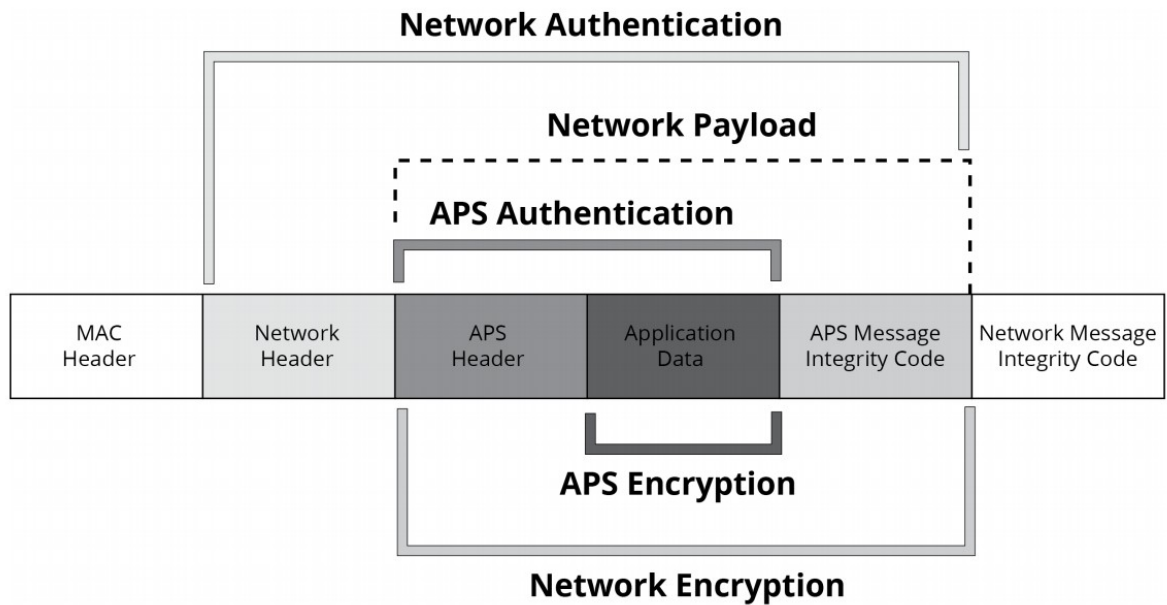 Network Authentication
Network Payload
APS Authentication
MAC
Header
Network
Header
APS
Header
Application
Data
APS Message
Integrity Code
Network Message
Integrity Code
APS Encryption
Network Encryption